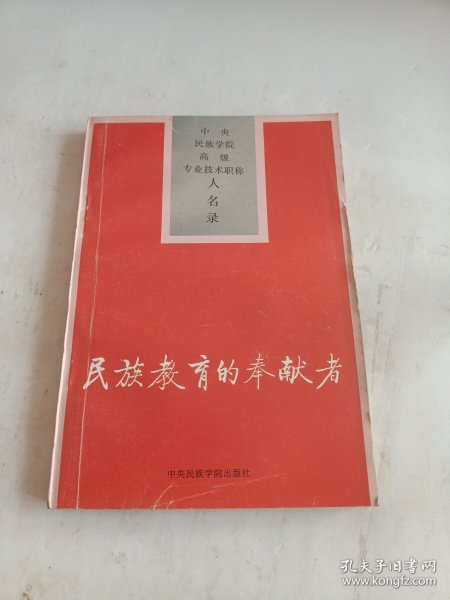 中央
民族学院
高级
专业技术职称
人
名
录
民族教育的奉献者
中央民族学院出版社
孔夫子旧书网
www.kongfz.com